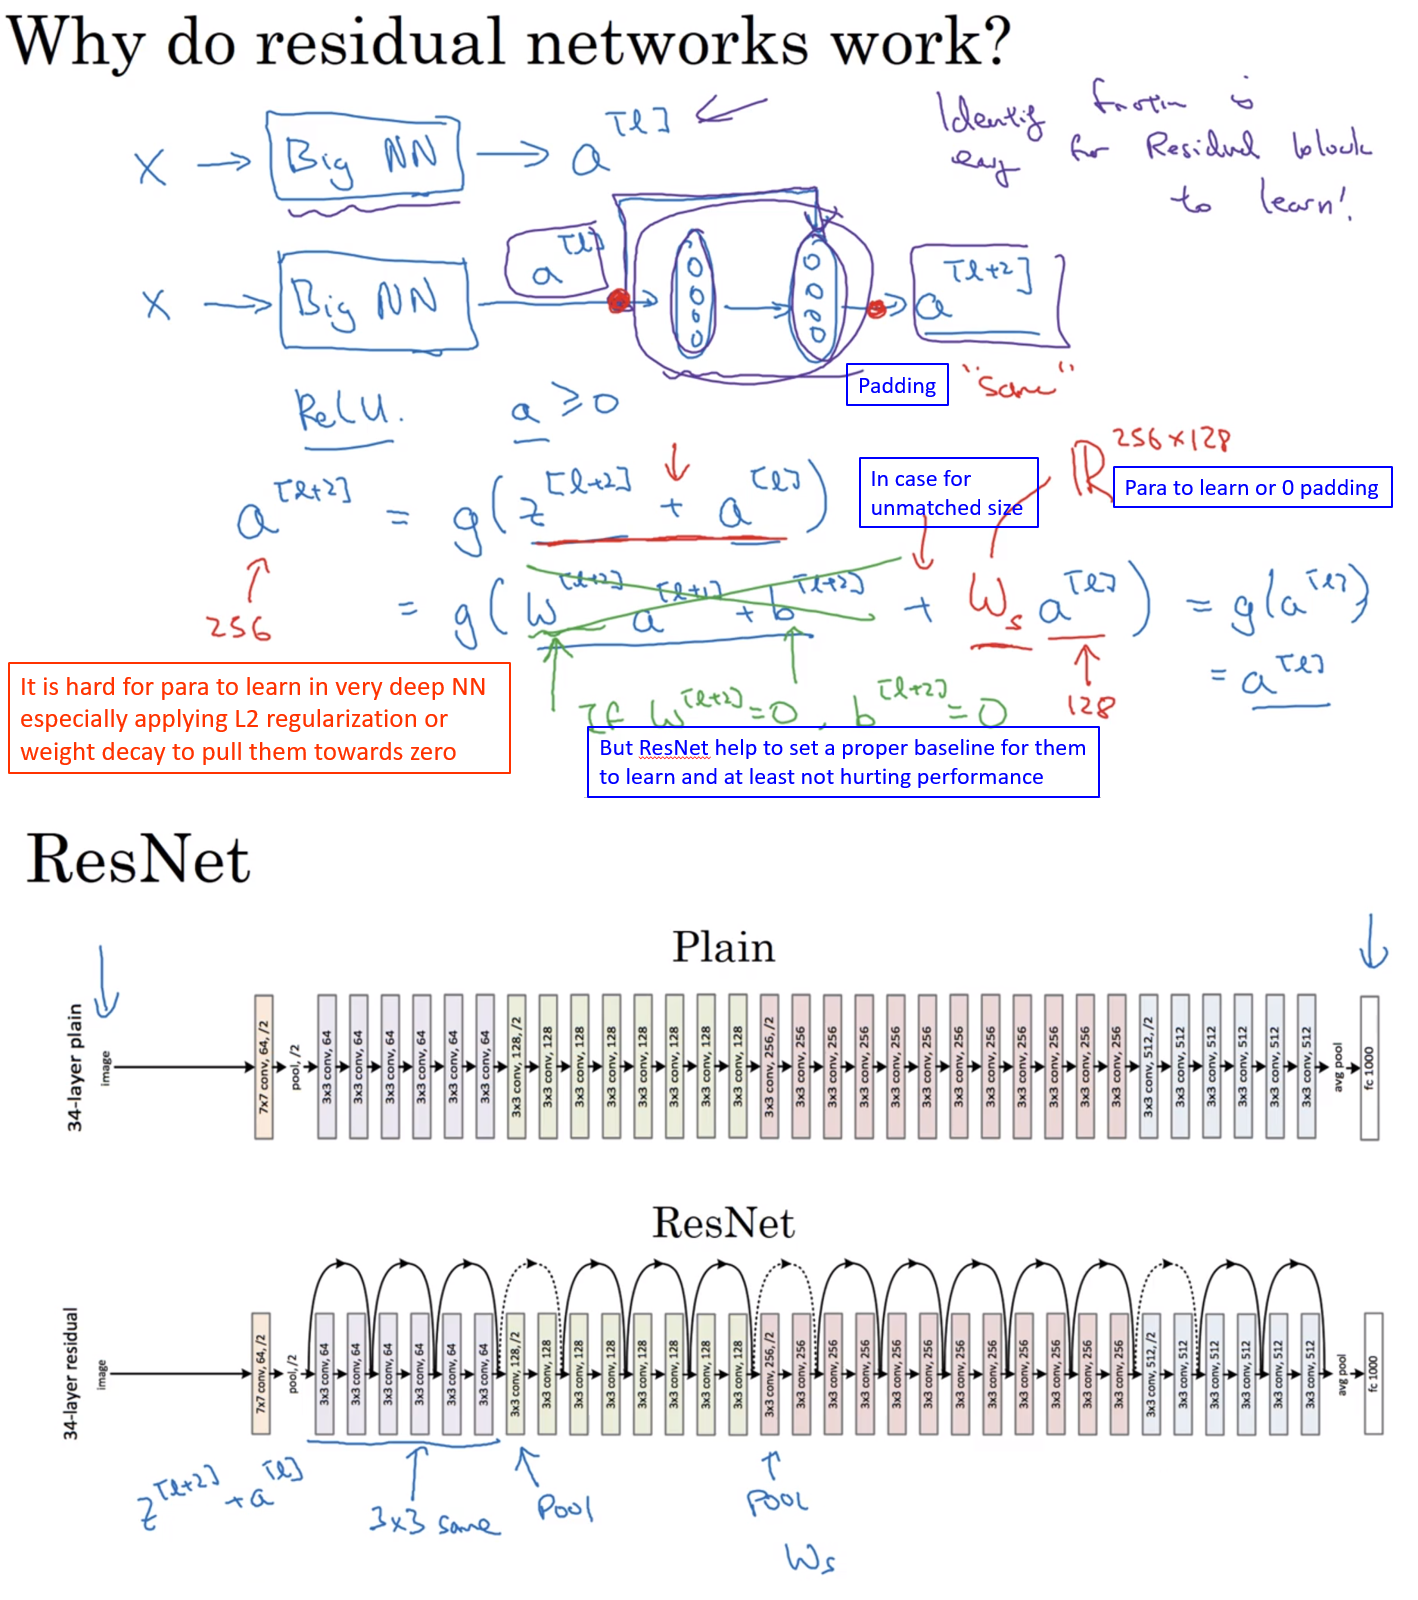 Why do residual networks work?
X → Big NN → a[l]
Identity function is
easy for Residual block
to learn!
X → Big NN
a[l]
a[l+2]
Padding "same"
ReLU. a ≥ 0
a[l+2] = g(z[l+2] + a[l])
In case for
unmatched size
R 256×128
Para to learn or 0 padding
256
= g(W[l+2] a[l+1] + b[l+2] + Ws a[l]) = g(a[l])
= a[l]
128
If W[l+2]=0, b[l+2]=0
It is hard for para to learn in very deep NN
especially applying L2 regularization or
weight decay to pull them towards zero
But ResNet help to set a proper baseline for them
to learn and at least not hurting performance
ResNet
Plain
34-layer plain
image
7x7 conv, 64, /2
pool, /2
3x3 conv, 64
3x3 conv, 64
3x3 conv, 64
3x3 conv, 64
3x3 conv, 64
3x3 conv, 64
3x3 conv, 128, /2
3x3 conv, 128
3x3 conv, 128
3x3 conv, 128
3x3 conv, 128
3x3 conv, 128
3x3 conv, 128
3x3 conv, 128
3x3 conv, 256, /2
3x3 conv, 256
3x3 conv, 256
3x3 conv, 256
3x3 conv, 256
3x3 conv, 256
3x3 conv, 256
3x3 conv, 256
3x3 conv, 256
3x3 conv, 256
3x3 conv, 256
3x3 conv, 256
3x3 conv, 512, /2
3x3 conv, 512
3x3 conv, 512
3x3 conv, 512
3x3 conv, 512
3x3 conv, 512
avg pool
fc 1000
ResNet
34-layer residual
image
7x7 conv, 64, /2
pool, /2
3x3 conv, 64
3x3 conv, 64
3x3 conv, 64
3x3 conv, 64
3x3 conv, 64
3x3 conv, 64
3x3 conv, 128, /2
3x3 conv, 128
3x3 conv, 128
3x3 conv, 128
3x3 conv, 128
3x3 conv, 128
3x3 conv, 128
3x3 conv, 128
3x3 conv, 256, /2
3x3 conv, 256
3x3 conv, 256
3x3 conv, 256
3x3 conv, 256
3x3 conv, 256
3x3 conv, 256
3x3 conv, 256
3x3 conv, 256
3x3 conv, 256
3x3 conv, 256
3x3 conv, 256
3x3 conv, 512, /2
3x3 conv, 512
3x3 conv, 512
3x3 conv, 512
3x3 conv, 512
3x3 conv, 512
avg pool
fc 1000
z[l+2] + a[l]
3x3 same
Pool
Pool
Ws